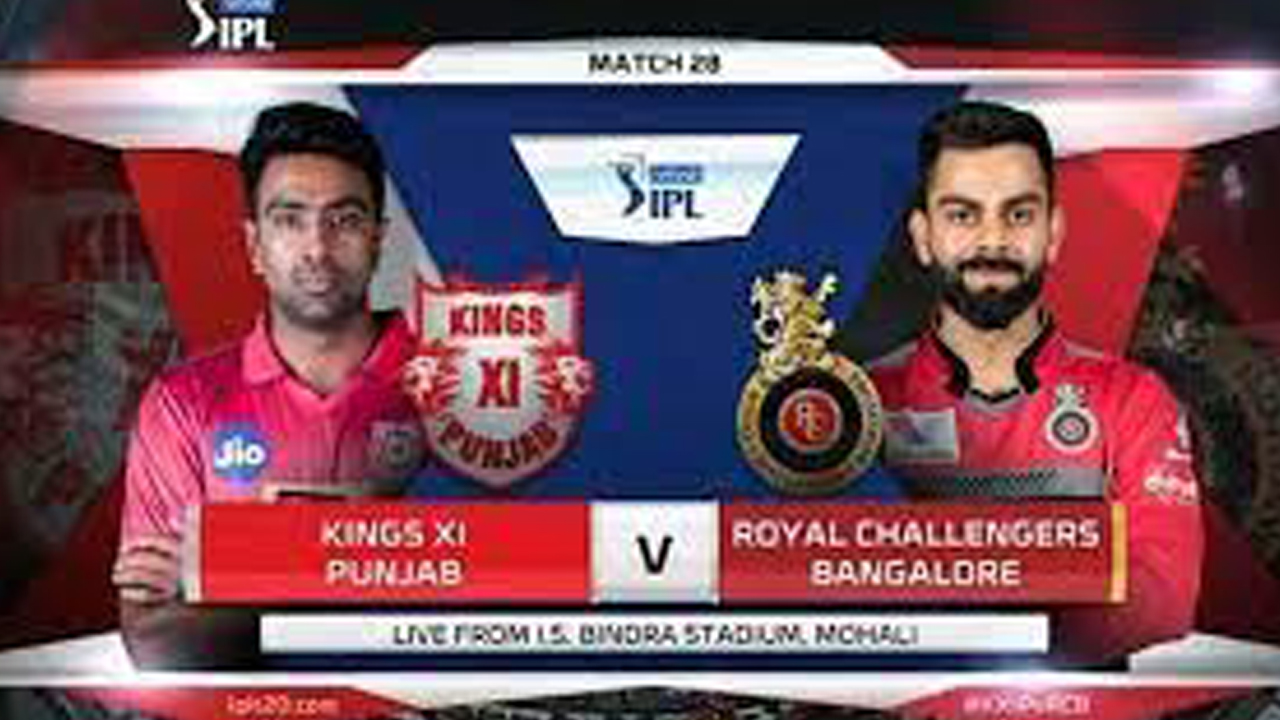 IPL
MATCH 28
IPL
KINGS
XI
PUNJAB
Jio
KINGS XI
PUNJAB
V
ROYAL CHALLENGERS
BANGALORE
LIVE FROM I.S. BINDRA STADIUM, MOHALI
iplt20.com